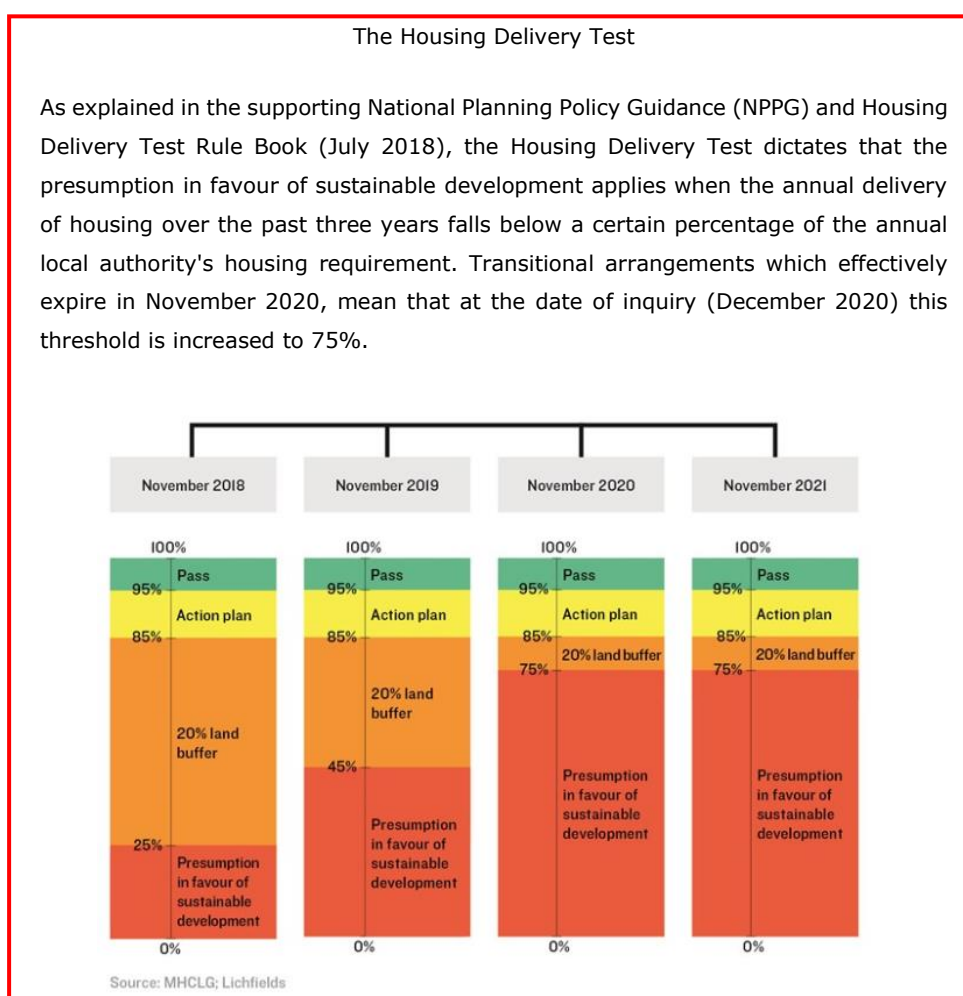 The Housing Delivery Test
As explained in the supporting National Planning Policy Guidance (NPPG) and Housing
Delivery Test Rule Book (July 2018), the Housing Delivery Test dictates that the
presumption in favour of sustainable development applies when the annual delivery
of housing over the past three years falls below a certain percentage of the annual
local authority's housing requirement. Transitional arrangements which effectively
expire in November 2020, mean that at the date of inquiry (December 2020) this
threshold is increased to 75%.
November 2018
100%
Pass
95%
Action plan
85%
20% land
buffer
25%
Presumption
in favour of
sustainable
development
0%
November 2019
100%
Pass
95%
Action plan
85%
20% land
buffer
45%
Presumption
in favour of
sustainable
development
0%
November 2020
100%
Pass
95%
Action plan
85%
20% land buffer
75%
Presumption
in favour of
sustainable
development
0%
November 2021
100%
Pass
95%
Action plan
85%
20% land buffer
75%
Presumption
in favour of
sustainable
development
0%
Source: MHCLG; Lichfields